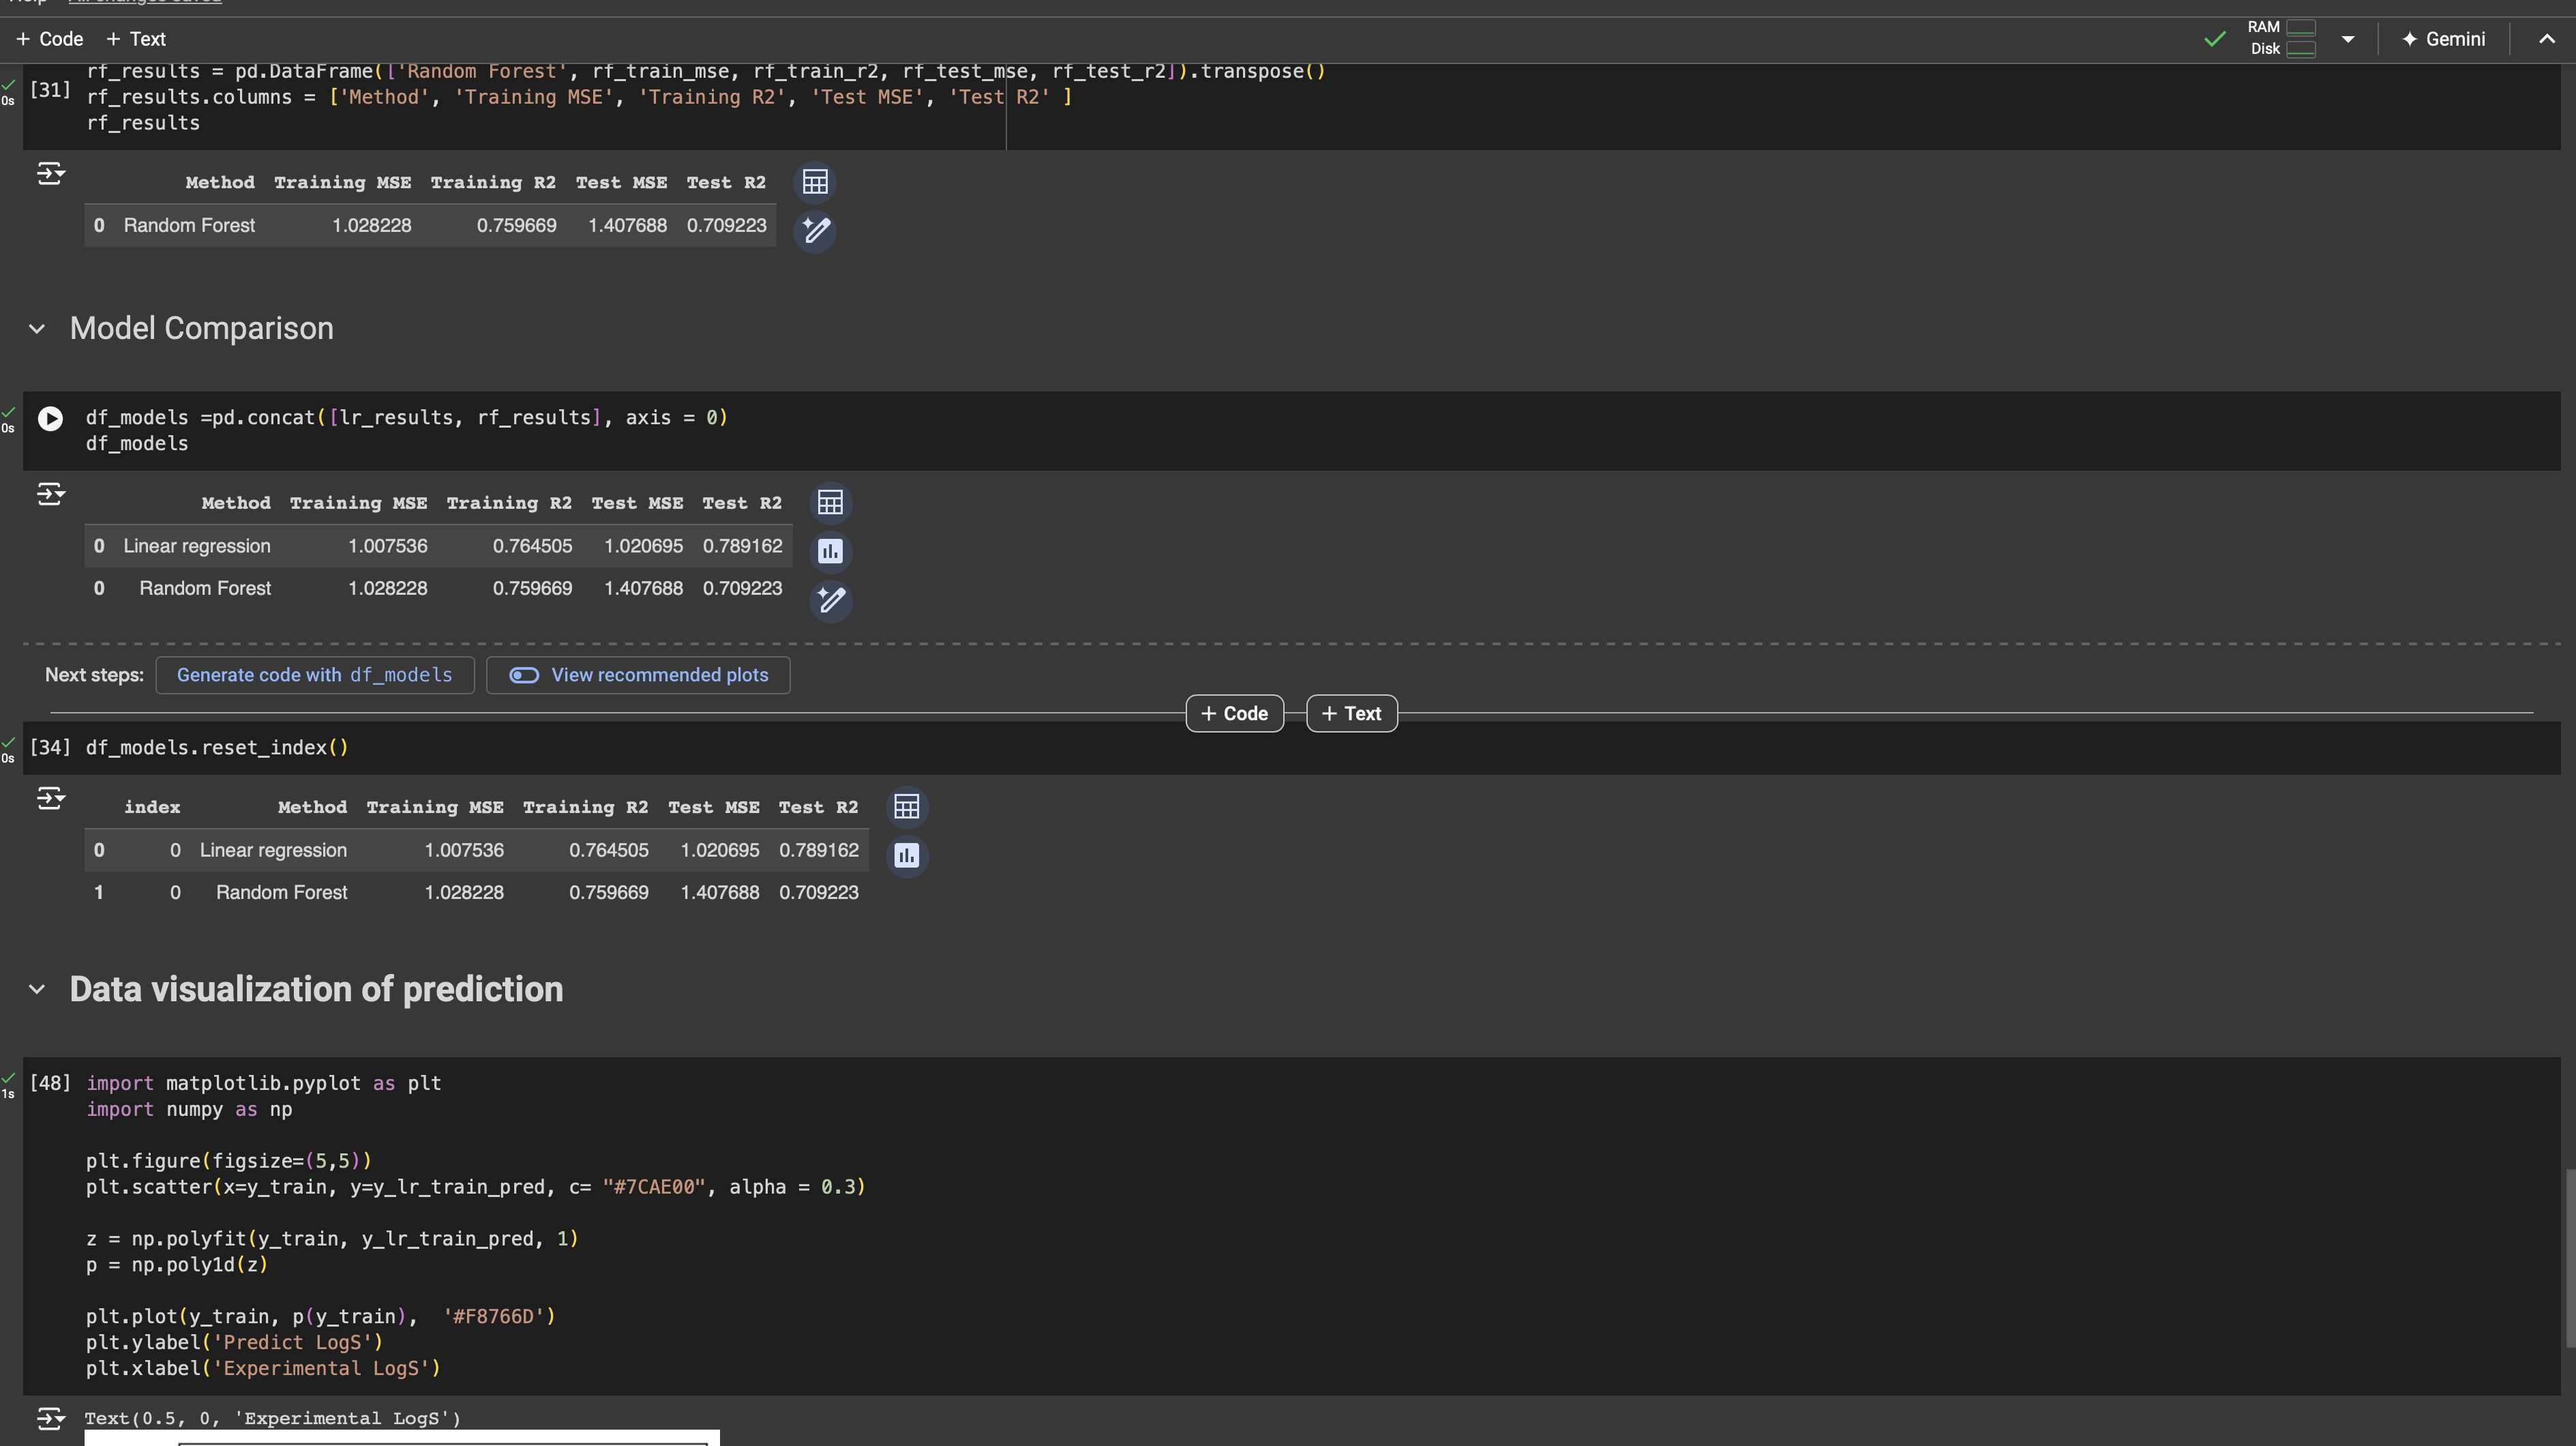 Help All changes saved
+ Code + Text
RAM
Disk
Gemini
0s
[31]
rf_results = pd.DataFrame(['Random Forest', rf_train_mse, rf_train_r2, rf_test_mse, rf_test_r2]).transpose()
rf_results.columns = ['Method', 'Training MSE', 'Training R2', 'Test MSE', 'Test R2' ]
rf_results
Method Training MSE Training R2 Test MSE Test R2
0 Random Forest 1.028228 0.759669 1.407688 0.709223
Model Comparison
0s
df_models =pd.concat([lr_results, rf_results], axis = 0)
df_models
Method Training MSE Training R2 Test MSE Test R2
0 Linear regression 1.007536 0.764505 1.020695 0.789162
0 Random Forest 1.028228 0.759669 1.407688 0.709223
Next steps: Generate code with df_models View recommended plots
+ Code + Text
0s
[34] df_models.reset_index()
index Method Training MSE Training R2 Test MSE Test R2
0 0 Linear regression 1.007536 0.764505 1.020695 0.789162
1 0 Random Forest 1.028228 0.759669 1.407688 0.709223
Data visualization of prediction
1s
[48] import matplotlib.pyplot as plt
import numpy as np
plt.figure(figsize=(5,5))
plt.scatter(x=y_train, y=y_lr_train_pred, c= "#7CAE00", alpha = 0.3)
z = np.polyfit(y_train, y_lr_train_pred, 1)
p = np.poly1d(z)
plt.plot(y_train, p(y_train), '#F8766D')
plt.ylabel('Predict LogS')
plt.xlabel('Experimental LogS')
Text(0.5, 0, 'Experimental LogS')